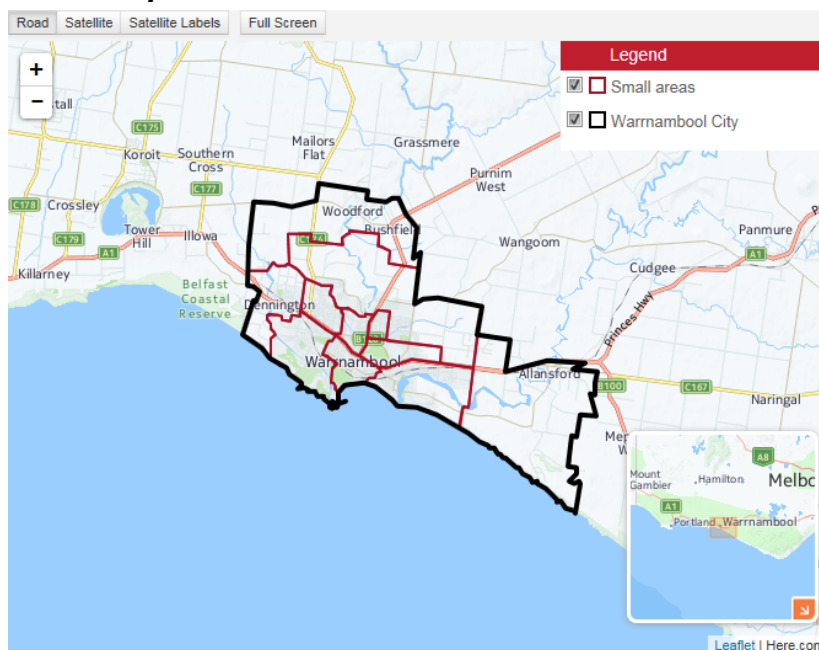 Road Satellite Satellite Labels Full Screen
Legend
Small areas
Warrnambool City
+
−
C175
Mailors
Flat
Grassmere
Koroit
Southern
Cross
Purnim
West
C177
C178
Crossley
Woodford
Bushfield
Tower
Hill
Illowa
C179
A1
Wangoom
Panmure
A1
Killarney
Cudgee
Belfast
Coastal
Reserve
Dennington
Princes Hwy
Warrnambool
Allansford
B100
C167
Naringal
Mount
Gambier
Hamilton
A8
Melbo
A1
Portland
Warrnambool
Leaflet | Here.com